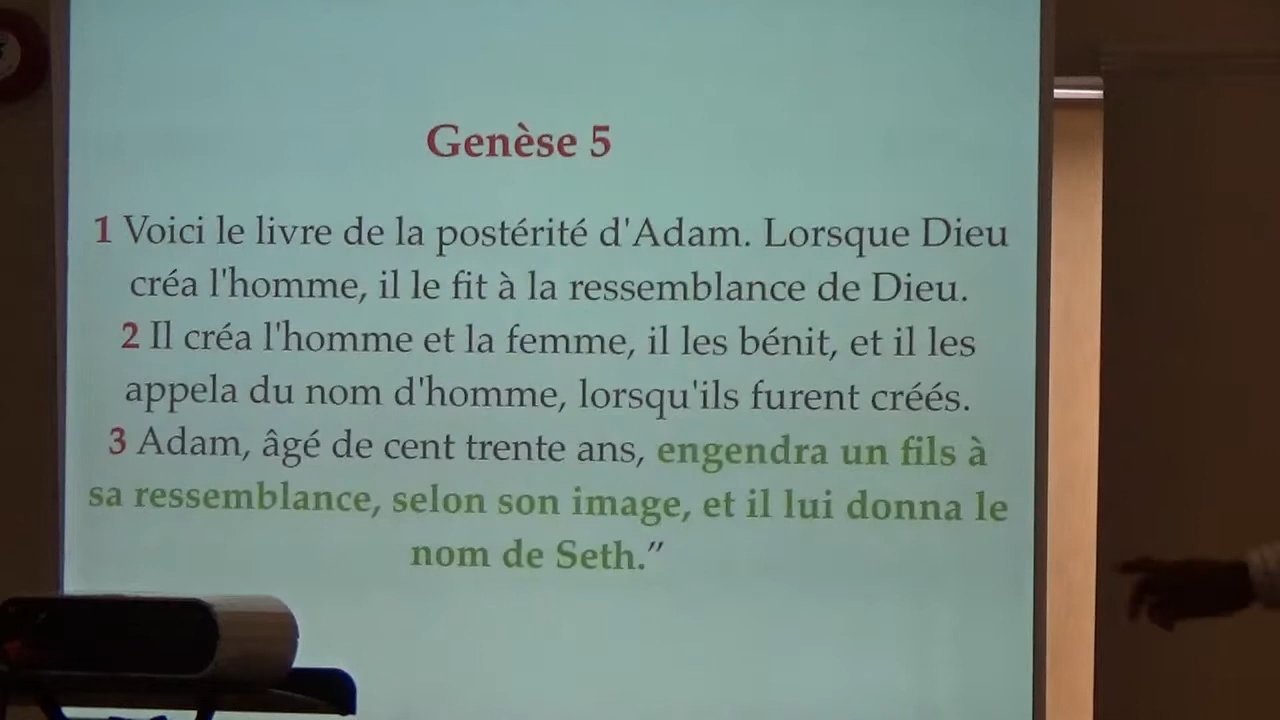 Genèse 5
1 Voici le livre de la postérité d'Adam. Lorsque Dieu
créa l'homme, il le fit à la ressemblance de Dieu.
2 Il créa l'homme et la femme, il les bénit, et il les
appela du nom d'homme, lorsqu'ils furent créés.
3 Adam, âgé de cent trente ans, engendra un fils à
sa ressemblance, selon son image, et il lui donna le
nom de Seth.”